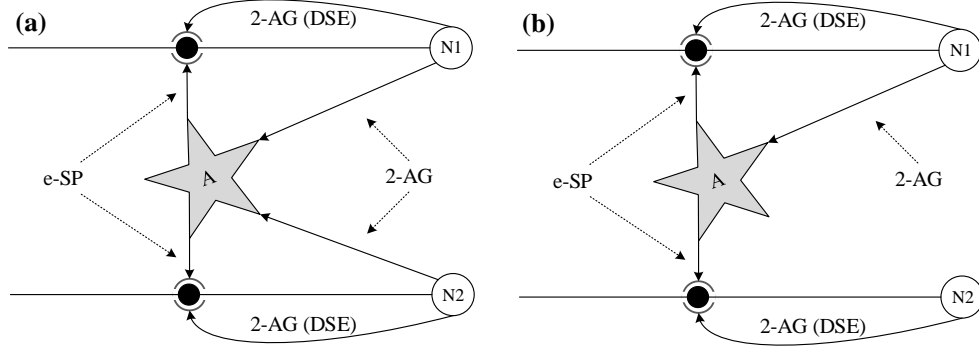 (a)
2-AG (DSE)
N1
e-SP
A
2-AG
N2
2-AG (DSE)
(b)
2-AG (DSE)
N1
e-SP
A
2-AG
N2
2-AG (DSE)